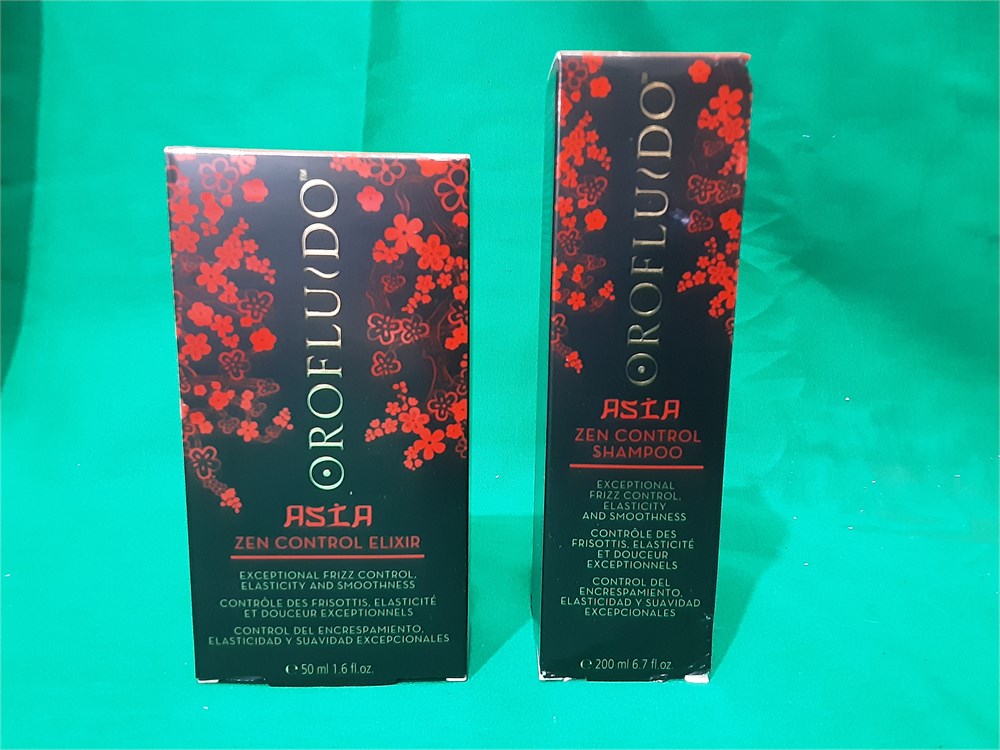 OROFLUIDO™
ASIA
ZEN CONTROL ELIXIR
EXCEPTIONAL FRIZZ CONTROL,
ELASTICITY AND SMOOTHNESS
CONTRÔLE DES FRISOTTIS, ELASTICITÉ
ET DOUCEUR EXCEPTIONNELS
CONTROL DEL ENCRESPAMIENTO,
ELASTICIDAD Y SUAVIDAD EXCEPCIONALES
℮ 50 ml 1.6 fl.oz.
OROFLUIDO™
ASIA
ZEN CONTROL
SHAMPOO
EXCEPTIONAL
FRIZZ CONTROL,
ELASTICITY
AND SMOOTHNESS
CONTRÔLE DES
FRISOTTIS, ELASTICITÉ
ET DOUCEUR
EXCEPTIONNELS
CONTROL DEL
ENCRESPAMIENTO,
ELASTICIDAD Y SUAVIDAD
EXCEPCIONALES
℮ 200 ml 6.7 fl.oz.